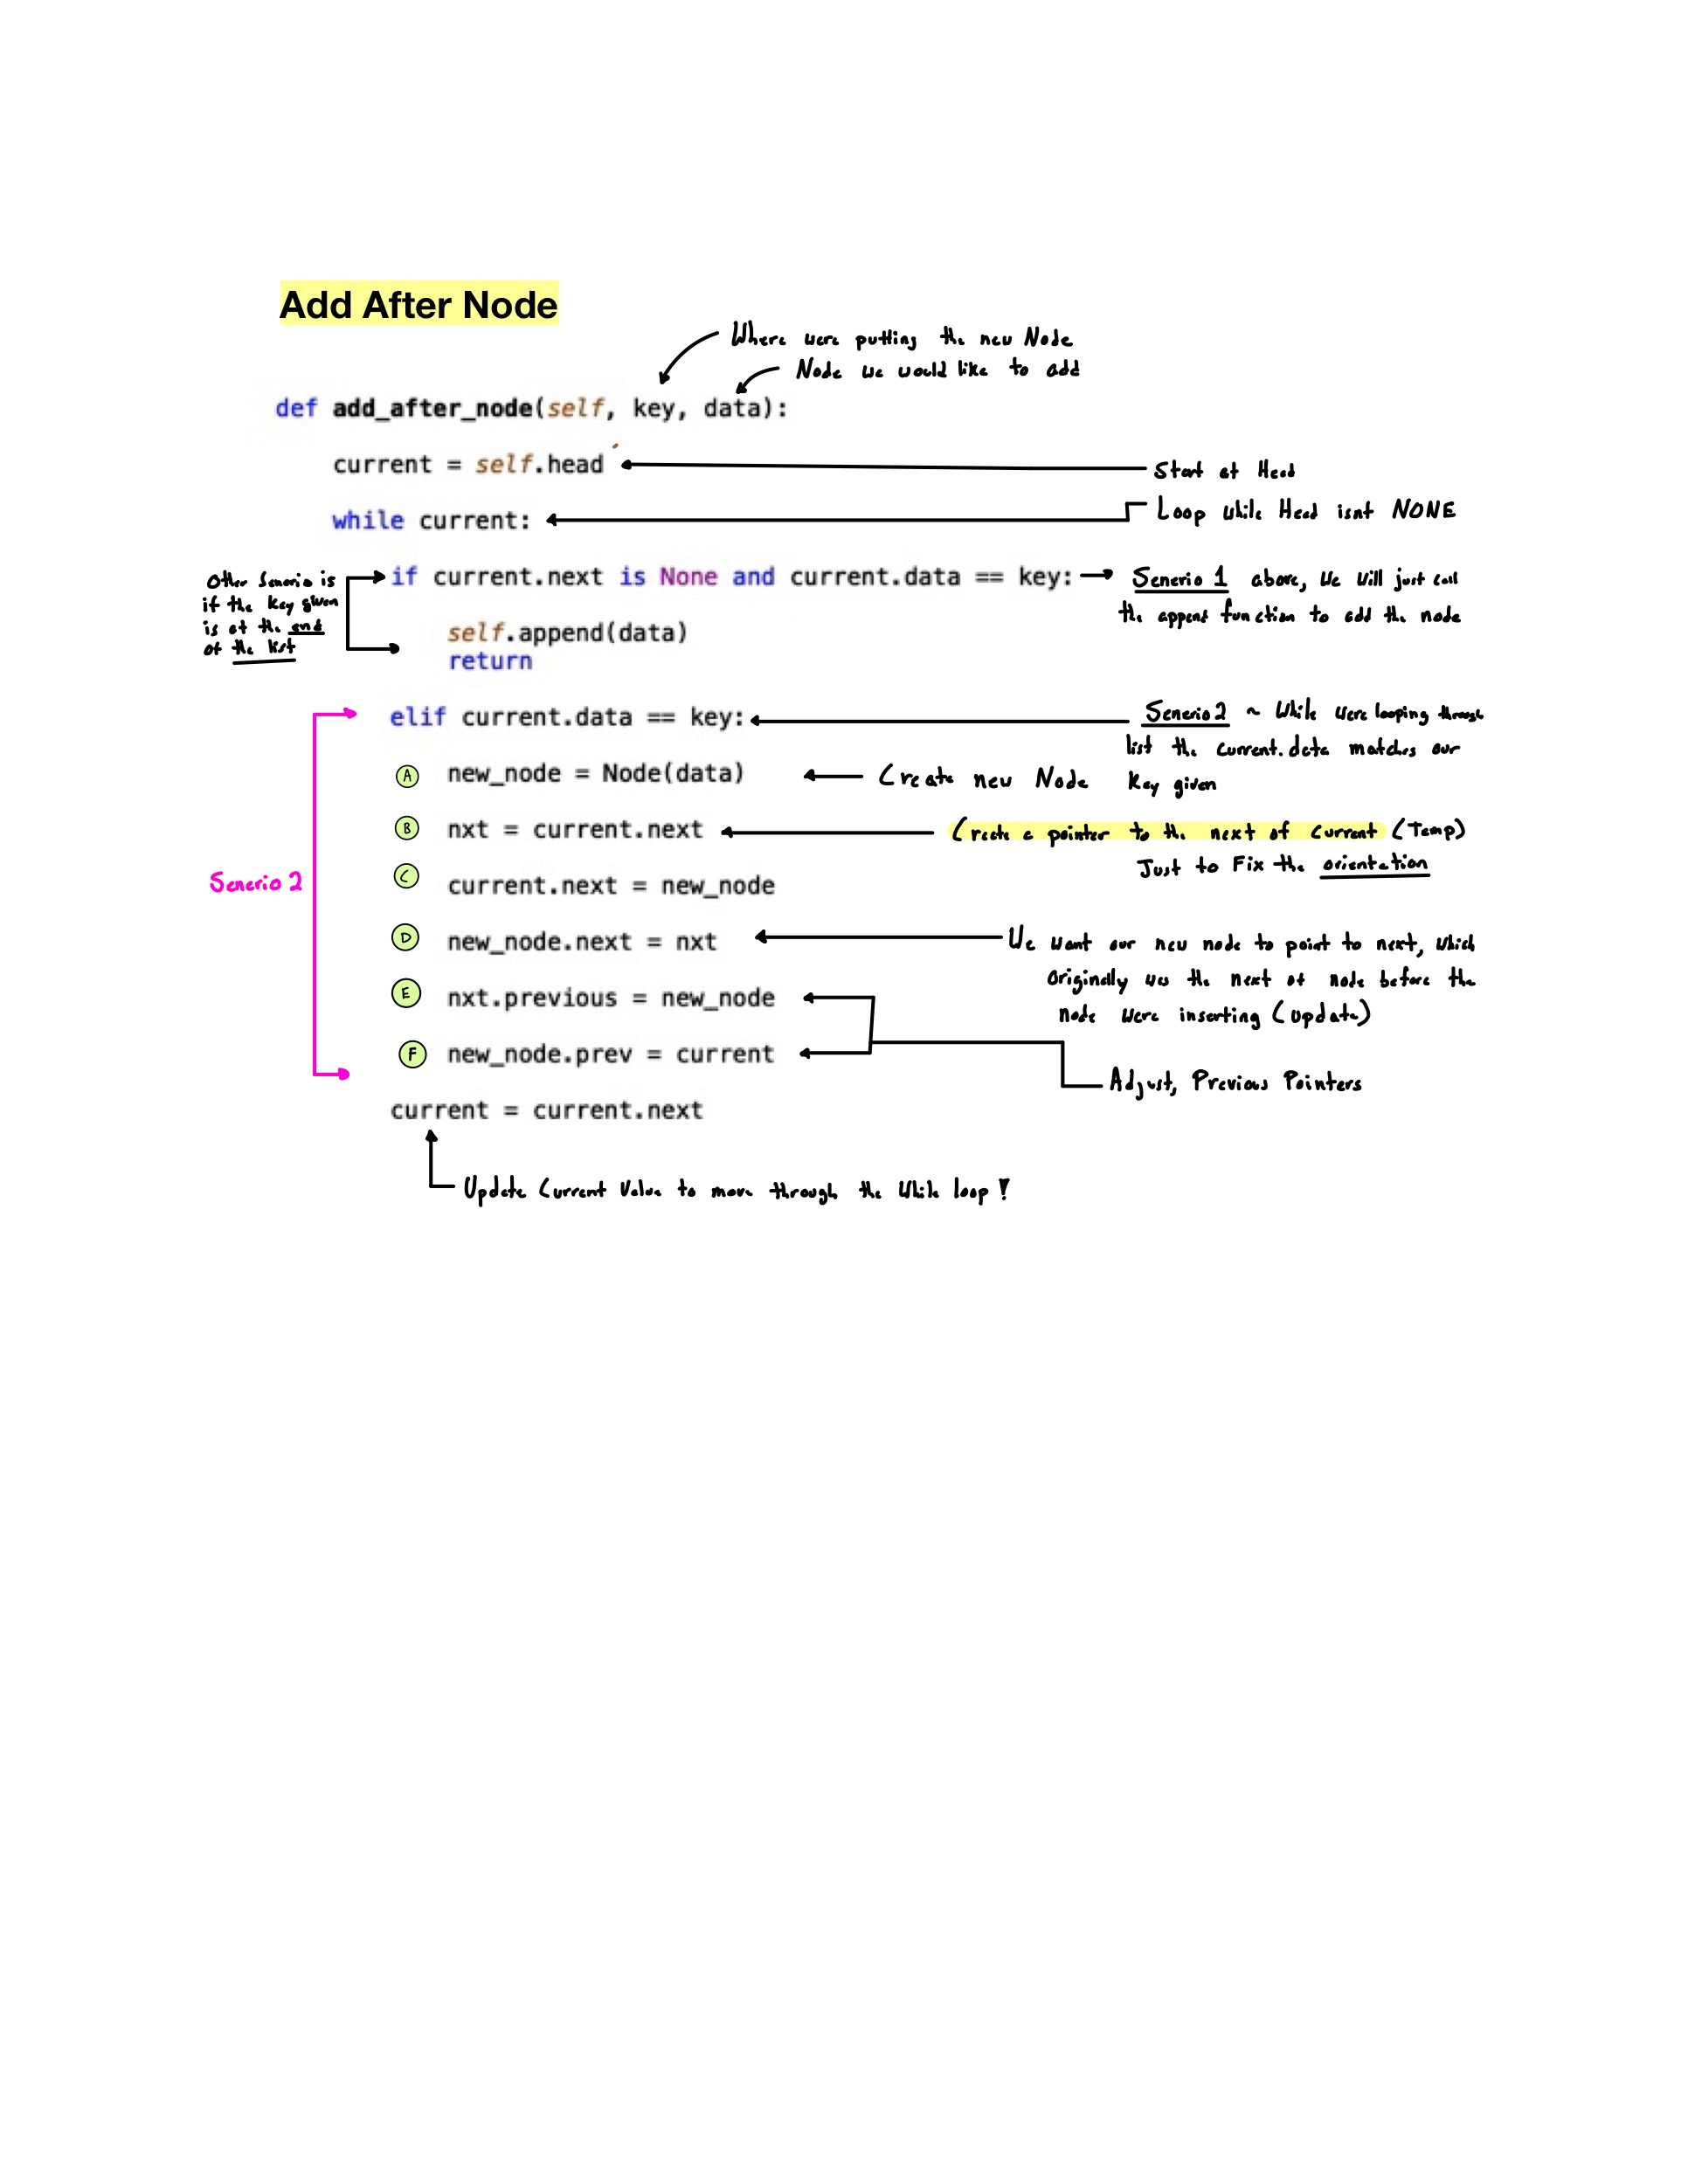 Add After Node
Where were putting the new Node
Node we would like to add
def add_after_node(self, key, data):
current = self.head
Start at Head
while current:
Loop while Head isnt NONE
Other Senerio is
if the key given
is at the end
of the list
if current.next is None and current.data == key:
Senerio 1 above, We will just call
the append function to add the node
self.append(data)
return
elif current.data == key:
Senerio 2 ~ While were looping through
list the current.data matches our
key given
Senerio 2
A new_node = Node(data)
Create new Node
B nxt = current.next
Create a pointer to the next of current (Temp)
Just to Fix the orientation
C current.next = new_node
D new_node.next = nxt
We want our new node to point to next, which
originally was the next of node before the
node were inserting (update)
E nxt.previous = new_node
F new_node.prev = current
Adjust, Previous Pointers
current = current.next
Update Current Value to move through the While loop!